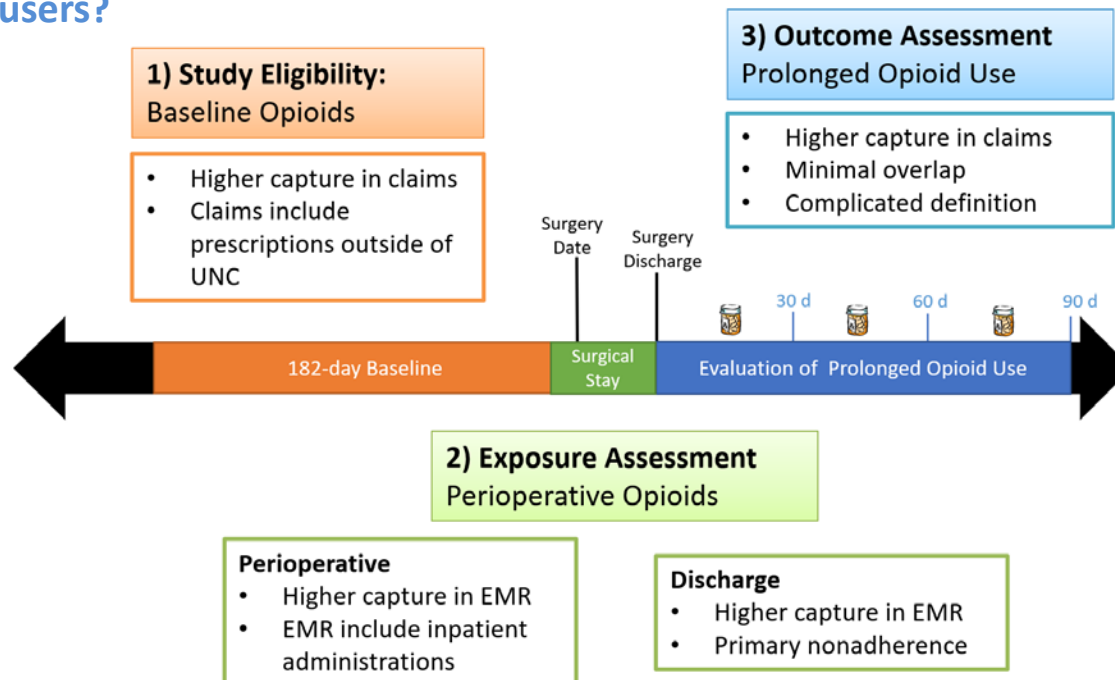 users?
1) Study Eligibility:
Baseline Opioids
• Higher capture in claims
• Claims include
prescriptions outside of
UNC
3) Outcome Assessment
Prolonged Opioid Use
• Higher capture in claims
• Minimal overlap
• Complicated definition
Surgery
Date
Surgery
Discharge
30 d
60 d
90 d
182-day Baseline
Surgical
Stay
Evaluation of Prolonged Opioid Use
2) Exposure Assessment
Perioperative Opioids
Perioperative
• Higher capture in EMR
• EMR include inpatient
administrations
Discharge
• Higher capture in EMR
• Primary nonadherence